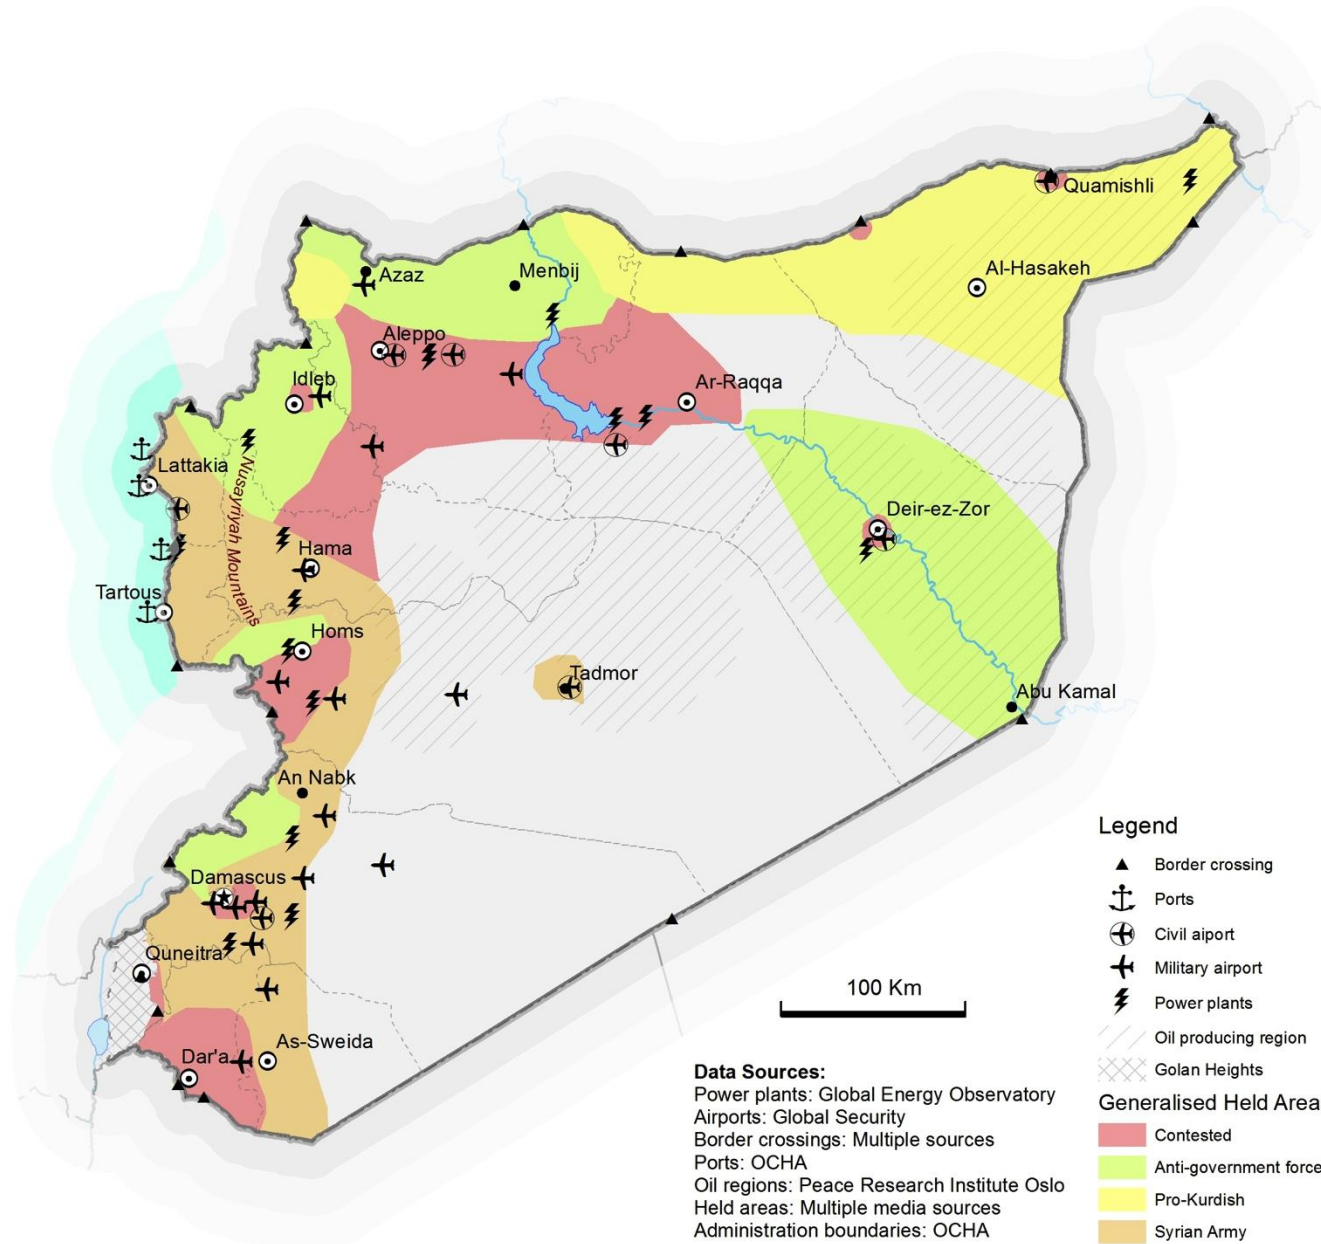 Quamishli
Azaz
Menbij
Al-Hasakeh
Aleppo
Idleb
Ar-Raqqa
Lattakia
Nusayriyah Mountains
Deir-ez-Zor
Hama
Tartous
Homs
Tadmor
Abu Kamal
An Nabk
Damascus
Quneitra
As-Sweida
Dar'a
100 Km
Legend
Border crossing
Ports
Civil aiport
Military airport
Power plants
Oil producing region
Golan Heights
Generalised Held Area
Contested
Anti-government force
Pro-Kurdish
Syrian Army
Data Sources:
Power plants: Global Energy Observatory
Airports: Global Security
Border crossings: Multiple sources
Ports: OCHA
Oil regions: Peace Research Institute Oslo
Held areas: Multiple media sources
Administration boundaries: OCHA